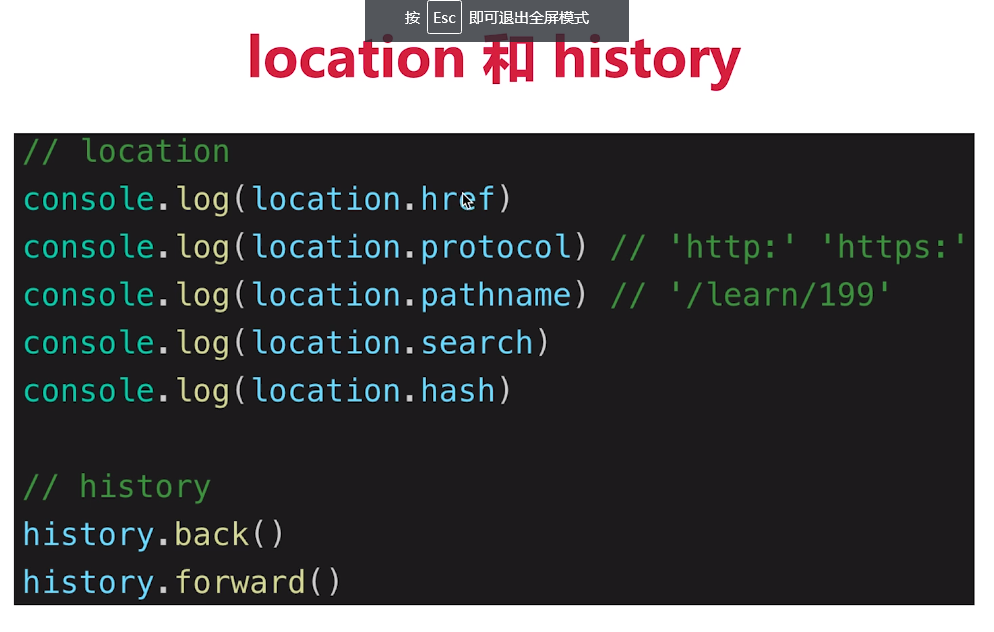 按 Esc 即可退出全屏模式
location 和 history
// location
console.log(location.href)
console.log(location.protocol) // 'http:' 'https:'
console.log(location.pathname) // '/learn/199'
console.log(location.search)
console.log(location.hash)
// history
history.back()
history.forward()